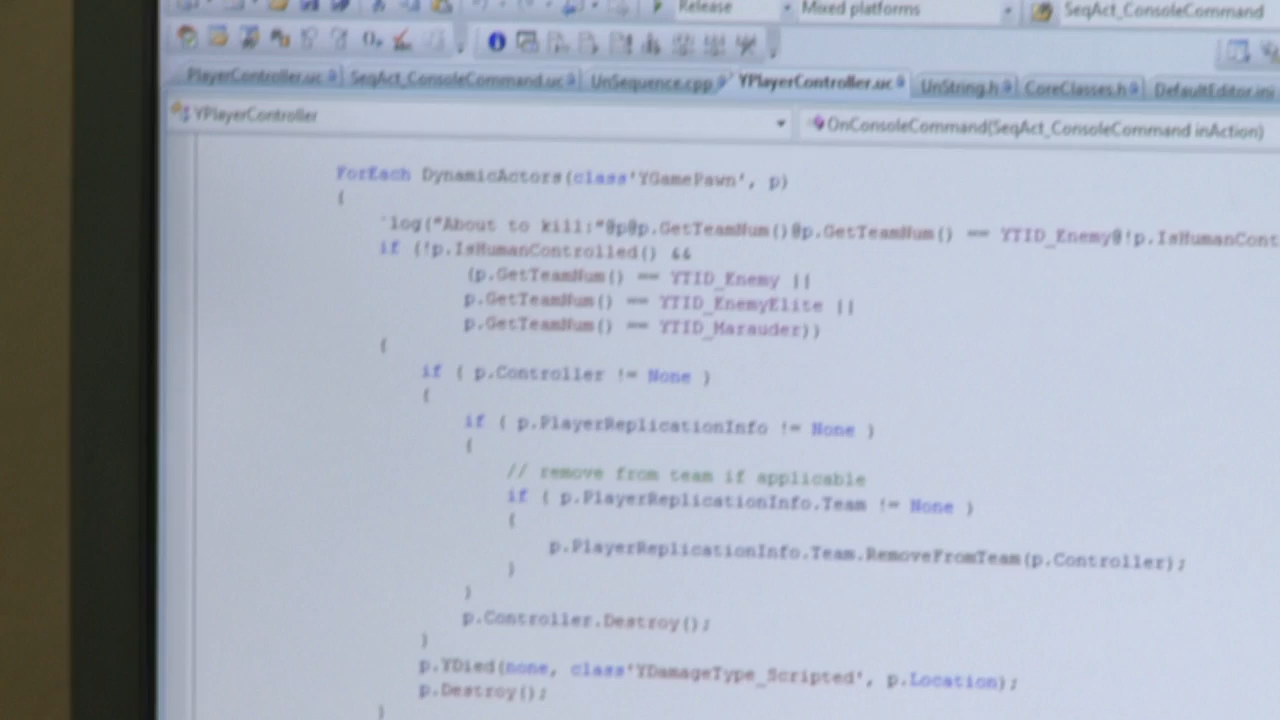 Release Mixed platforms SeqAct_ConsoleCommand
PlayerController.uc SeqAct_ConsoleCommand.uc UnSequence.cpp YPlayerController.uc UnString.h CoreClasses.h DefaultEditor.ini
YPlayerController OnConsoleCommand(SeqAct_ConsoleCommand inAction)
ForEach DynamicActors(class'YGamePawn', p)
{
`log("About to kill:"@p@p.GetTeamNum()@p.GetTeamNum() == YTID_Enemy@!p.IsHumanCont
if (!p.IsHumanControlled() &&
(p.GetTeamNum() == YTID_Enemy ||
p.GetTeamNum() == YTID_EnemyElite ||
p.GetTeamNum() == YTID_Marauder))
{
if ( p.Controller != None )
{
if ( p.PlayerReplicationInfo != None )
{
// remove from team if applicable
if ( p.PlayerReplicationInfo.Team != None )
{
p.PlayerReplicationInfo.Team.RemoveFromTeam(p.Controller);
}
}
p.Controller.Destroy();
}
p.YDied(none, class'YDamageType_Scripted', p.Location);
p.Destroy();
}